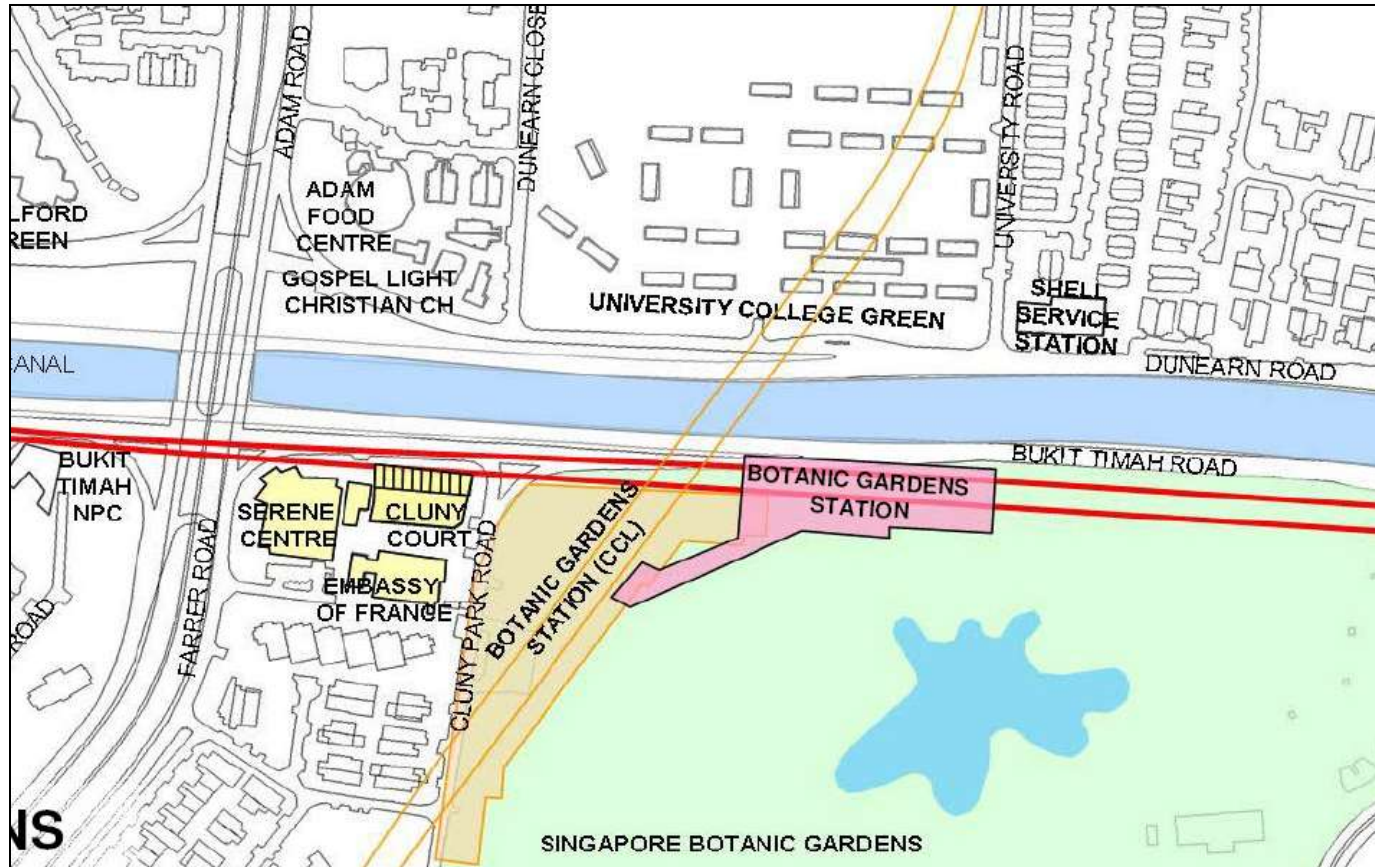 ADAM ROAD
DUNEARN CLOSE
UNIVERSITY ROAD
ADAM
FOOD
CENTRE
LFORD
REEN
GOSPEL LIGHT
CHRISTIAN CH
UNIVERSITY COLLEGE GREEN
SHELL
SERVICE
STATION
DUNEARN ROAD
ANAL
BUKIT TIMAH ROAD
BUKIT
TIMAH
NPC
SERENE
CENTRE
CLUNY
COURT
BOTANIC GARDENS
STATION
BOTANIC GARDENS
STATION (CCL)
EMBASSY
OF FRANCE
FARRER ROAD
CLUNY PARK ROAD
ROAD
NS
SINGAPORE BOTANIC GARDENS